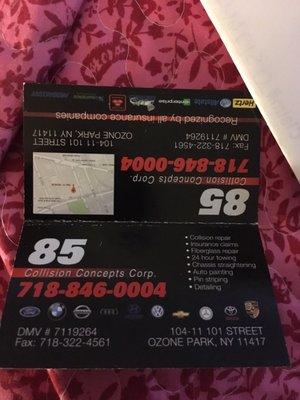 Hertz
Allstate
enterprise
Recognized by all insurance companies
DMV # 7119264
Fax: 718-322-4561
104-11 101 STREET
OZONE PARK, NY 11417
718-846-0004
Collision Concepts Corp.
85
85
Collision Concepts Corp.
718-846-0004
• Collision repair
• Insurance claims
• Fiberglass repair
• 24 hour towing
• Chassis straightening
• Auto painting
• Pin striping
• Detailing
DMV # 7119264
Fax: 718-322-4561
104-11 101 STREET
OZONE PARK, NY 11417